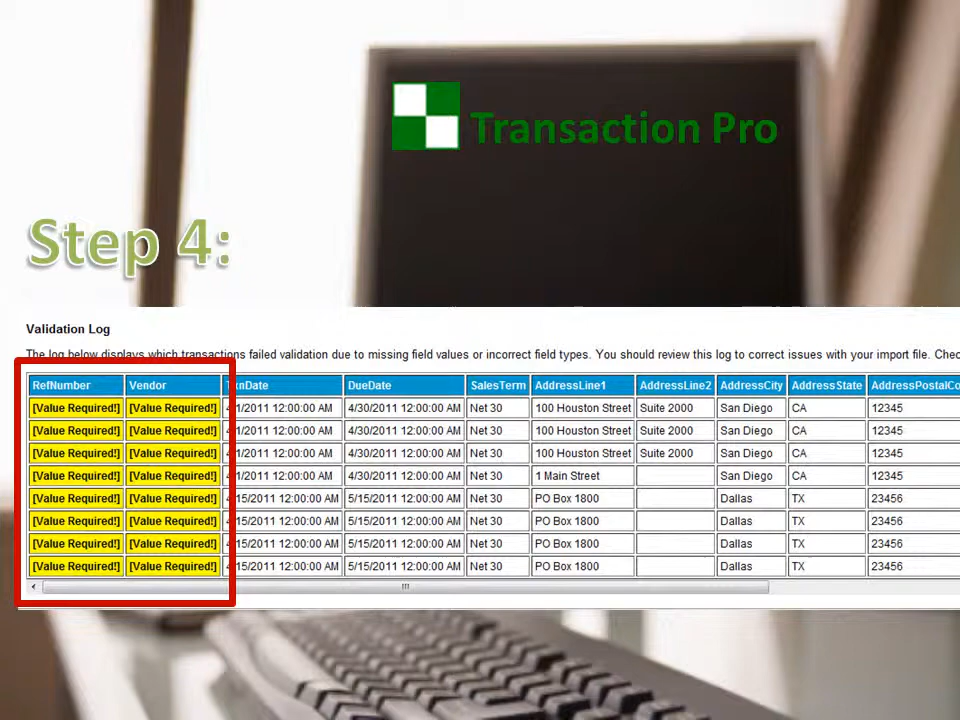 Transaction Pro
Step 4:
Validation Log
The log below displays which transactions failed validation due to missing field values or incorrect field types. You should review this log to correct issues with your import file.
RefNumber Vendor DueDate SalesTerm AddressLine1 AddressLine2 AddressCity AddressState
[Value Required!] [Value Required!] 4/1/2011 12:00:00 AM 4/30/2011 12:00:00 AM Net 30 100 Houston Street Suite 2000 San Diego CA 12345
[Value Required!] [Value Required!] 4/1/2011 12:00:00 AM 4/30/2011 12:00:00 AM Net 30 100 Houston Street Suite 2000 San Diego CA 12345
[Value Required!] [Value Required!] 4/1/2011 12:00:00 AM 4/30/2011 12:00:00 AM Net 30 100 Houston Street Suite 2000 San Diego CA 12345
[Value Required!] [Value Required!] 4/1/2011 12:00:00 AM 4/30/2011 12:00:00 AM Net 30 1 Main Street San Diego CA 12345
[Value Required!] [Value Required!] 4/15/2011 12:00:00 AM 5/15/2011 12:00:00 AM Net 30 PO Box 1800 Dallas TX 23456
[Value Required!] [Value Required!] 4/15/2011 12:00:00 AM 5/15/2011 12:00:00 AM Net 30 PO Box 1800 Dallas TX 23456
[Value Required!] [Value Required!] 4/15/2011 12:00:00 AM 5/15/2011 12:00:00 AM Net 30 PO Box 1800 Dallas TX 23456
[Value Required!] [Value Required!] 4/15/2011 12:00:00 AM 5/15/2011 12:00:00 AM Net 30 PO Box 1800 Dallas TX 23456